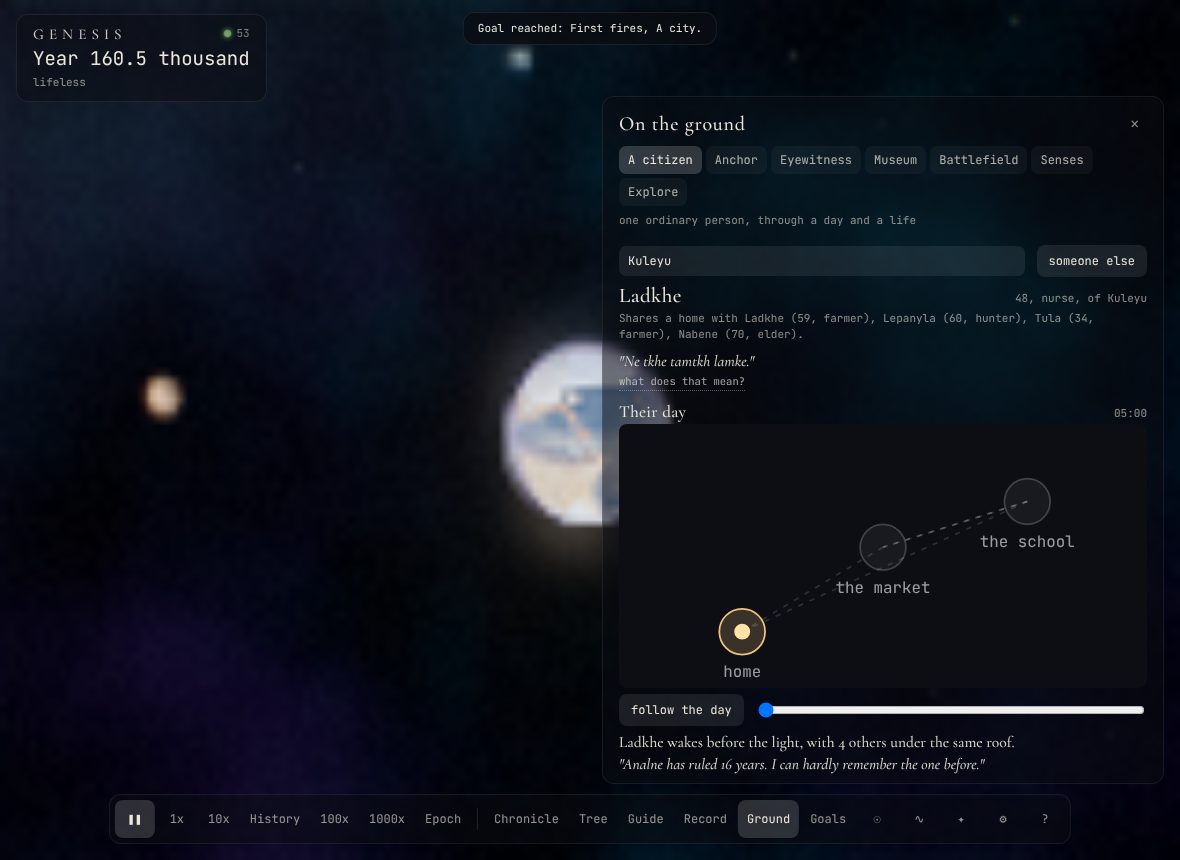 GENESIS
53
Year 160.5 thousand
lifeless
Goal reached: First fires, A city.
On the ground
×
A citizen Anchor Eyewitness Museum Battlefield Senses
Explore
one ordinary person, through a day and a life
Kuleyu
someone else
Ladkhe
48, nurse, of Kuleyu
Shares a home with Ladkhe (59, farmer), Lepanyla (60, hunter), Tula (34,
farmer), Nabene (70, elder).
"Ne tkhe tamtkh lamke."
what does that mean?
Their day
05:00
the school
the market
home
follow the day
Ladkhe wakes before the light, with 4 others under the same roof.
"Analne has ruled 16 years. I can hardly remember the one before."
1x 10x History 100x 1000x Epoch Chronicle Tree Guide Record Ground Goals ?